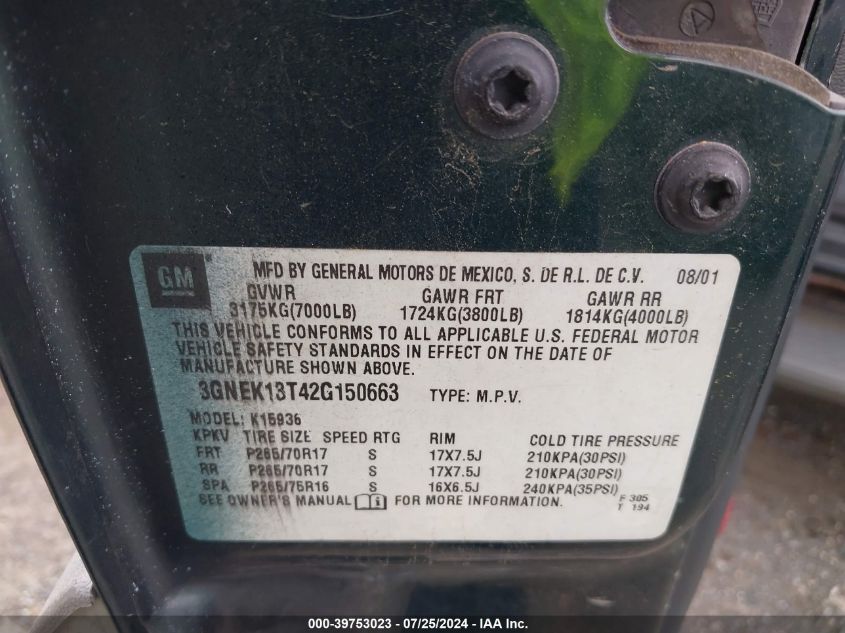 GM
MFD BY GENERAL MOTORS DE MEXICO, S. DE R.L. DE C.V. 08/01
GVWR GAWR FRT GAWR RR
3175KG(7000LB) 1724KG(3800LB) 1814KG(4000LB)
THIS VEHICLE CONFORMS TO ALL APPLICABLE U.S. FEDERAL MOTOR
VEHICLE SAFETY STANDARDS IN EFFECT ON THE DATE OF
MANUFACTURE SHOWN ABOVE.
3GNEK13T42G150663 TYPE: M.P.V.
MODEL: K15936
KPKV TIRE SIZE SPEED RTG RIM COLD TIRE PRESSURE
FRT P265/70R17 S 17X7.5J 210KPA(30PSI)
RR P265/70R17 S 17X7.5J 210KPA(30PSI)
SPA P265/75R16 S 16X6.5J 240KPA(35PSI)
SEE OWNER'S MANUAL FOR MORE INFORMATION.
F 305
T 194
000-39753023 - 07/25/2024 - IAA Inc.